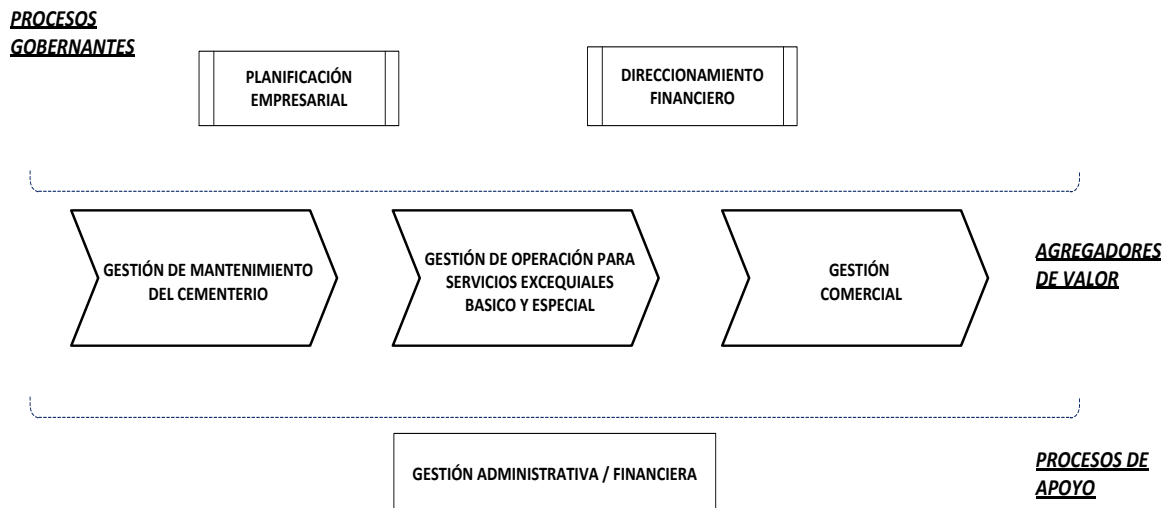 PROCESOS
GOBERNANTES
PLANIFICACIÓN
EMPRESARIAL
DIRECCIONAMIENTO
FINANCIERO
GESTIÓN DE MANTENIMIENTO
DEL CEMENTERIO
GESTIÓN DE OPERACIÓN PARA
SERVICIOS EXCEQUIALES
BASICO Y ESPECIAL
GESTIÓN
COMERCIAL
AGREGADORES
DE VALOR
GESTIÓN ADMINISTRATIVA / FINANCIERA
PROCESOS DE
APOYO